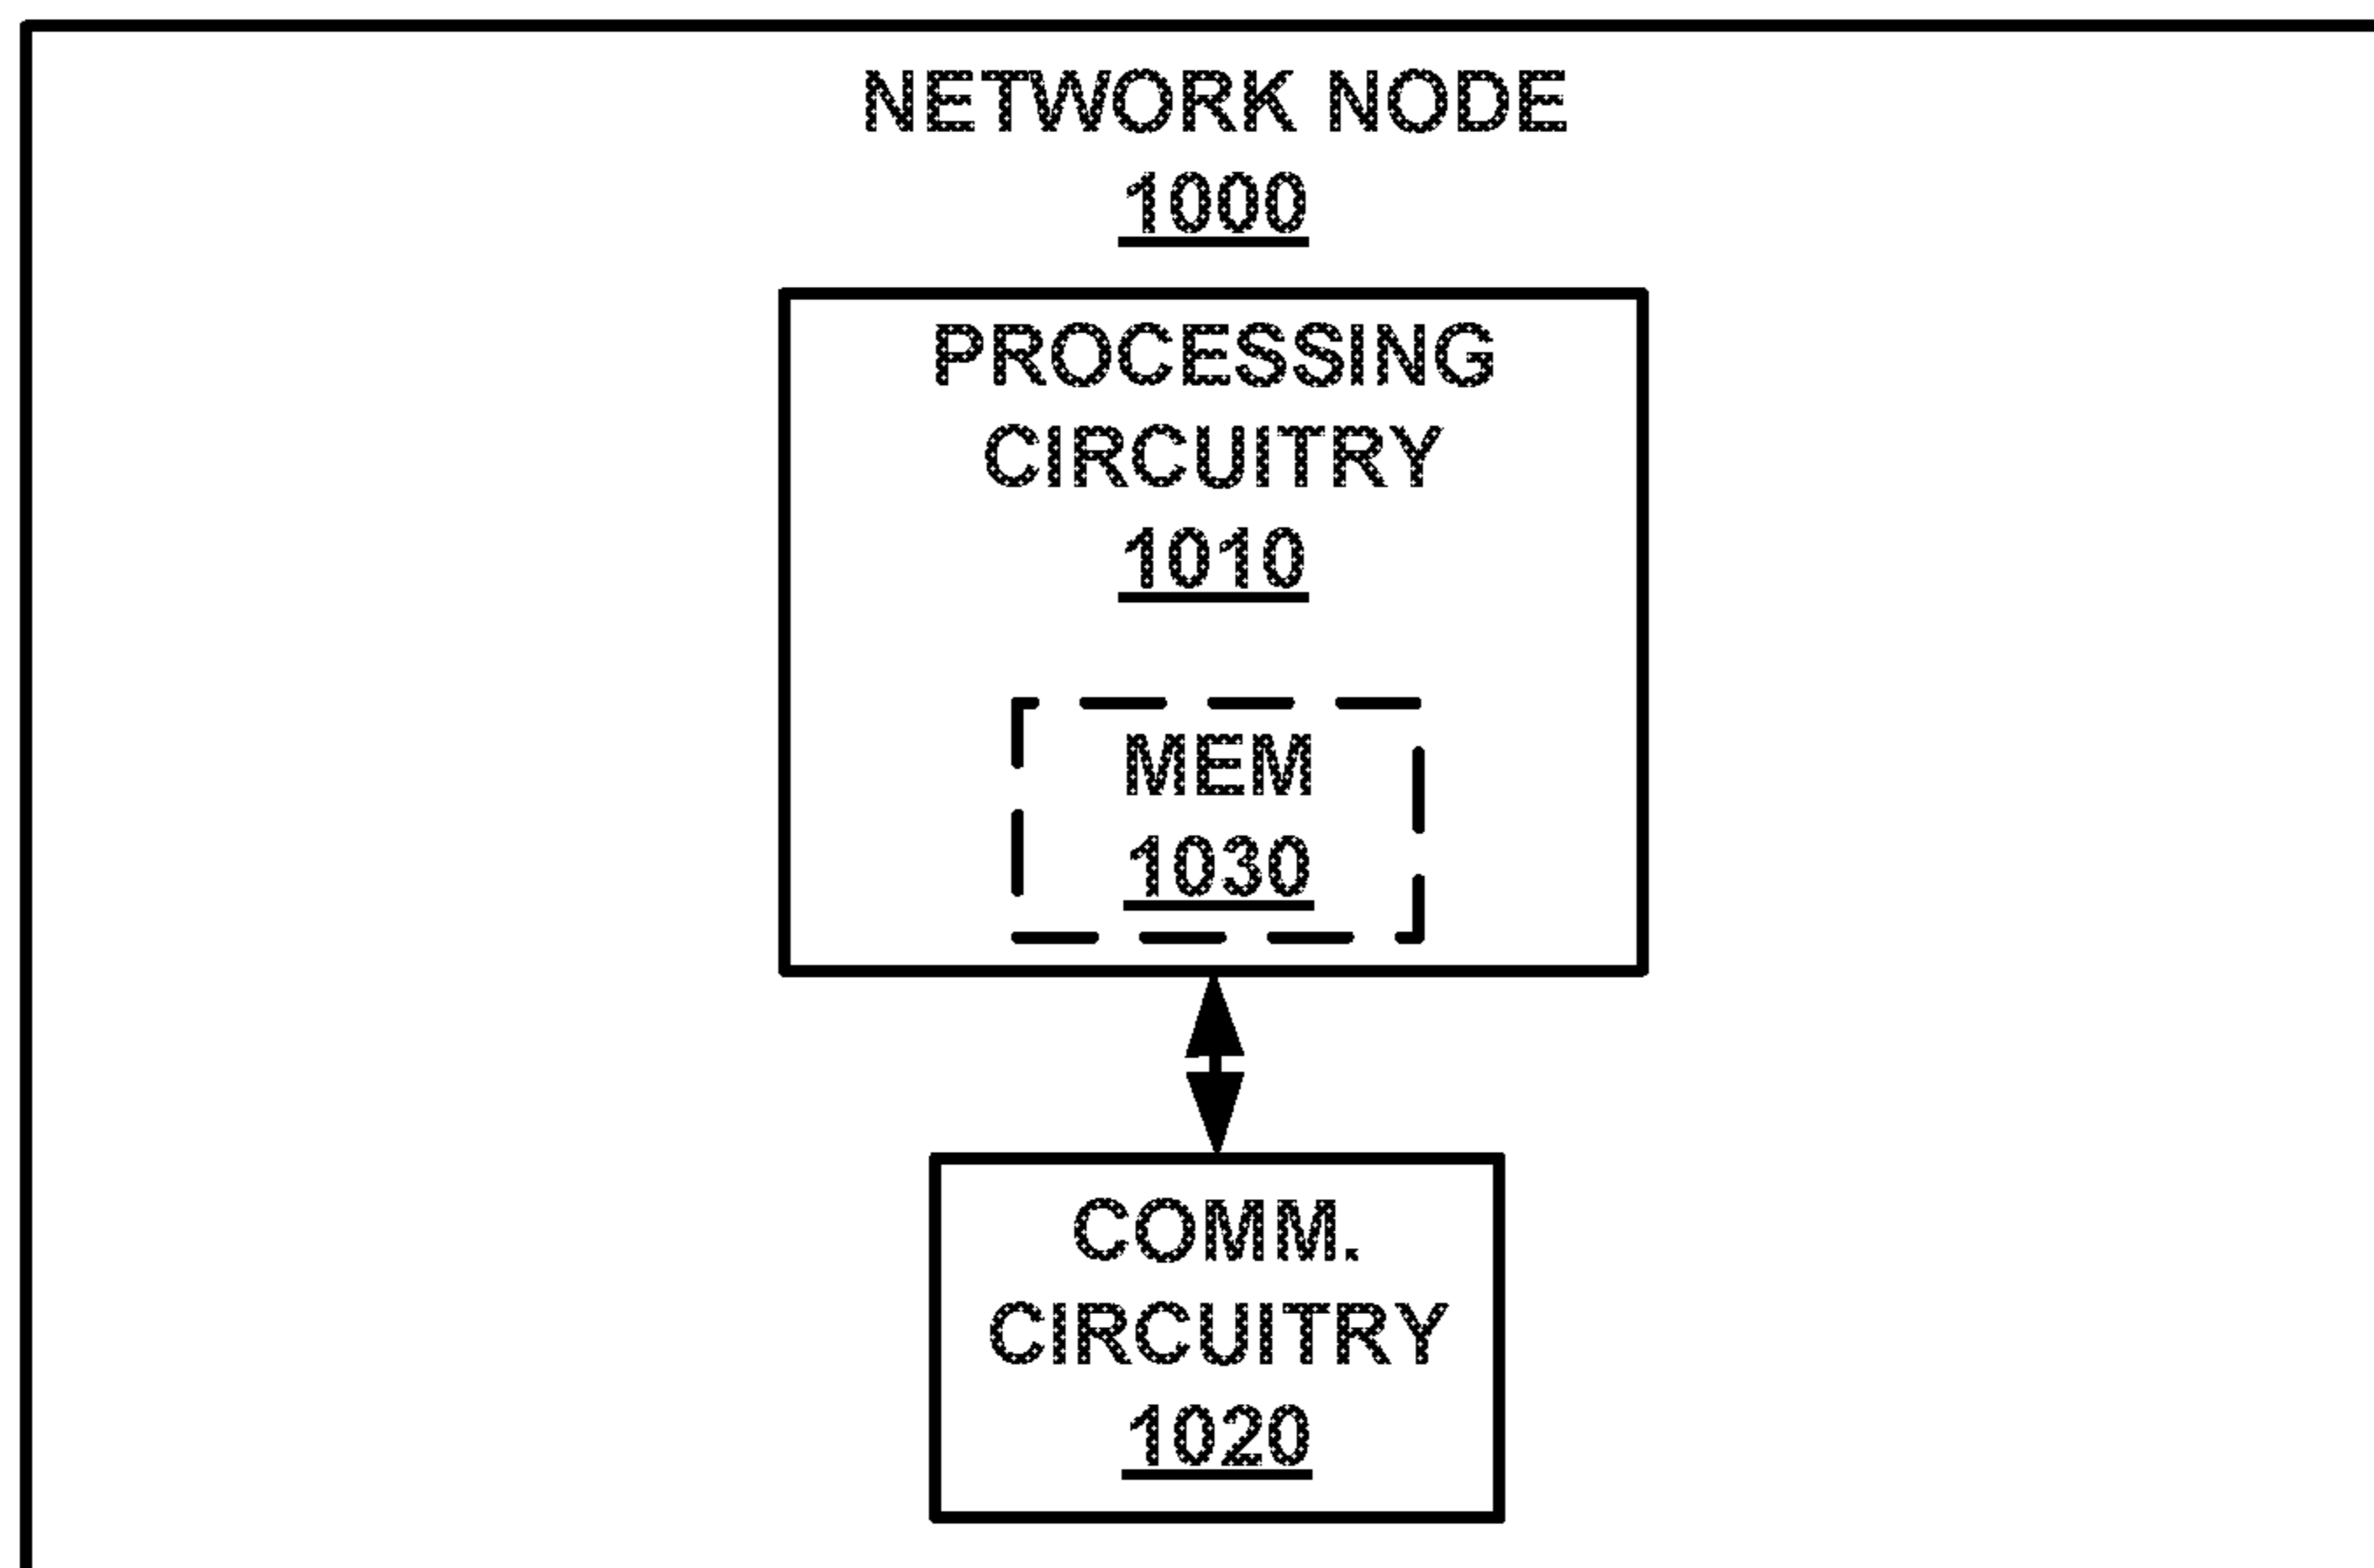 NETWORK NODE
1000
PROCESSING
CIRCUITRY
1010
MEM
1030
COMM.
CIRCUITRY
1020